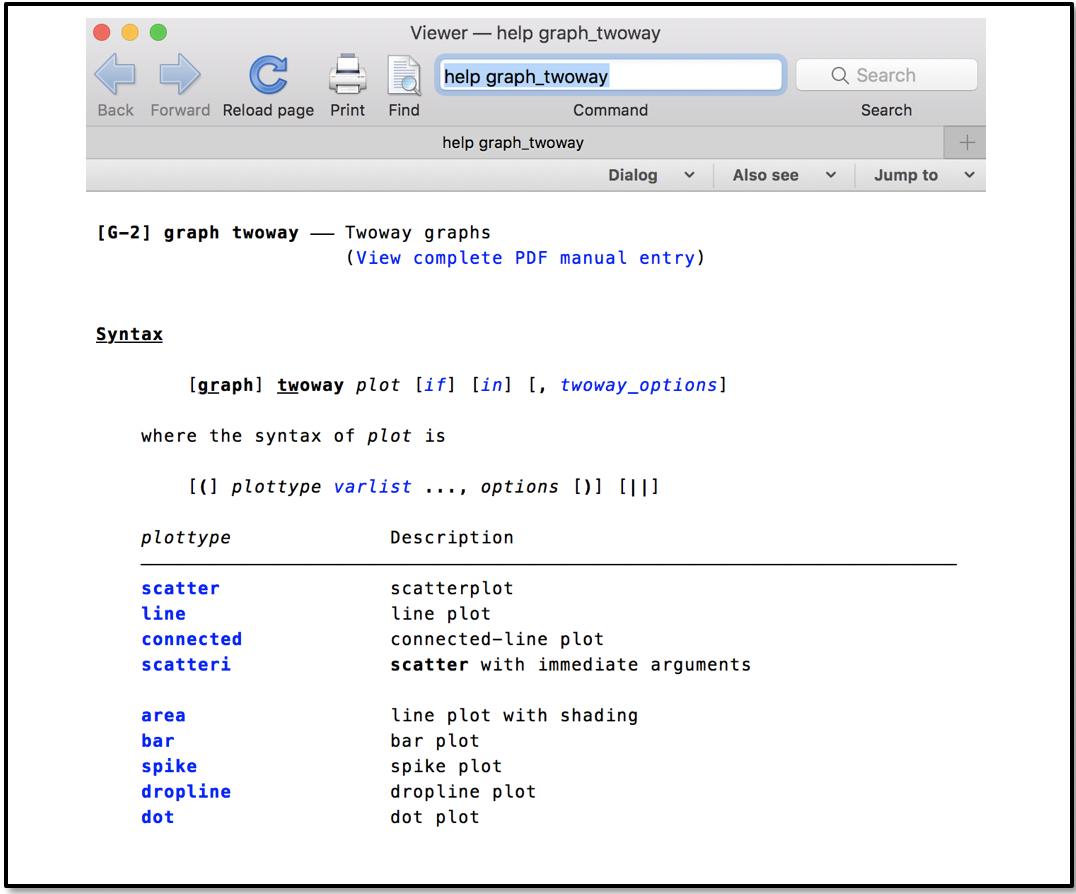 Viewer — help graph_twoway
help graph_twoway
Search
Back Forward Reload page Print Find Command Search
help graph_twoway +
Dialog Also see Jump to
[G–2] graph twoway —— Twoway graphs
(View complete PDF manual entry)
Syntax
[graph] twoway plot [if] [in] [, twoway_options]
where the syntax of plot is
[(] plottype varlist ..., options [)] [||]
plottype Description
scatter scatterplot
line line plot
connected connected–line plot
scatteri scatter with immediate arguments
area line plot with shading
bar bar plot
spike spike plot
dropline dropline plot
dot dot plot